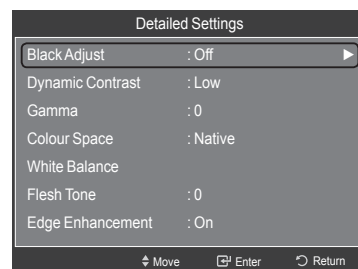 Detailed Settings
Black Adjust : Off
Dynamic Contrast : Low
Gamma : 0
Colour Space : Native
White Balance
Flesh Tone : 0
Edge Enhancement : On
Move Enter Return